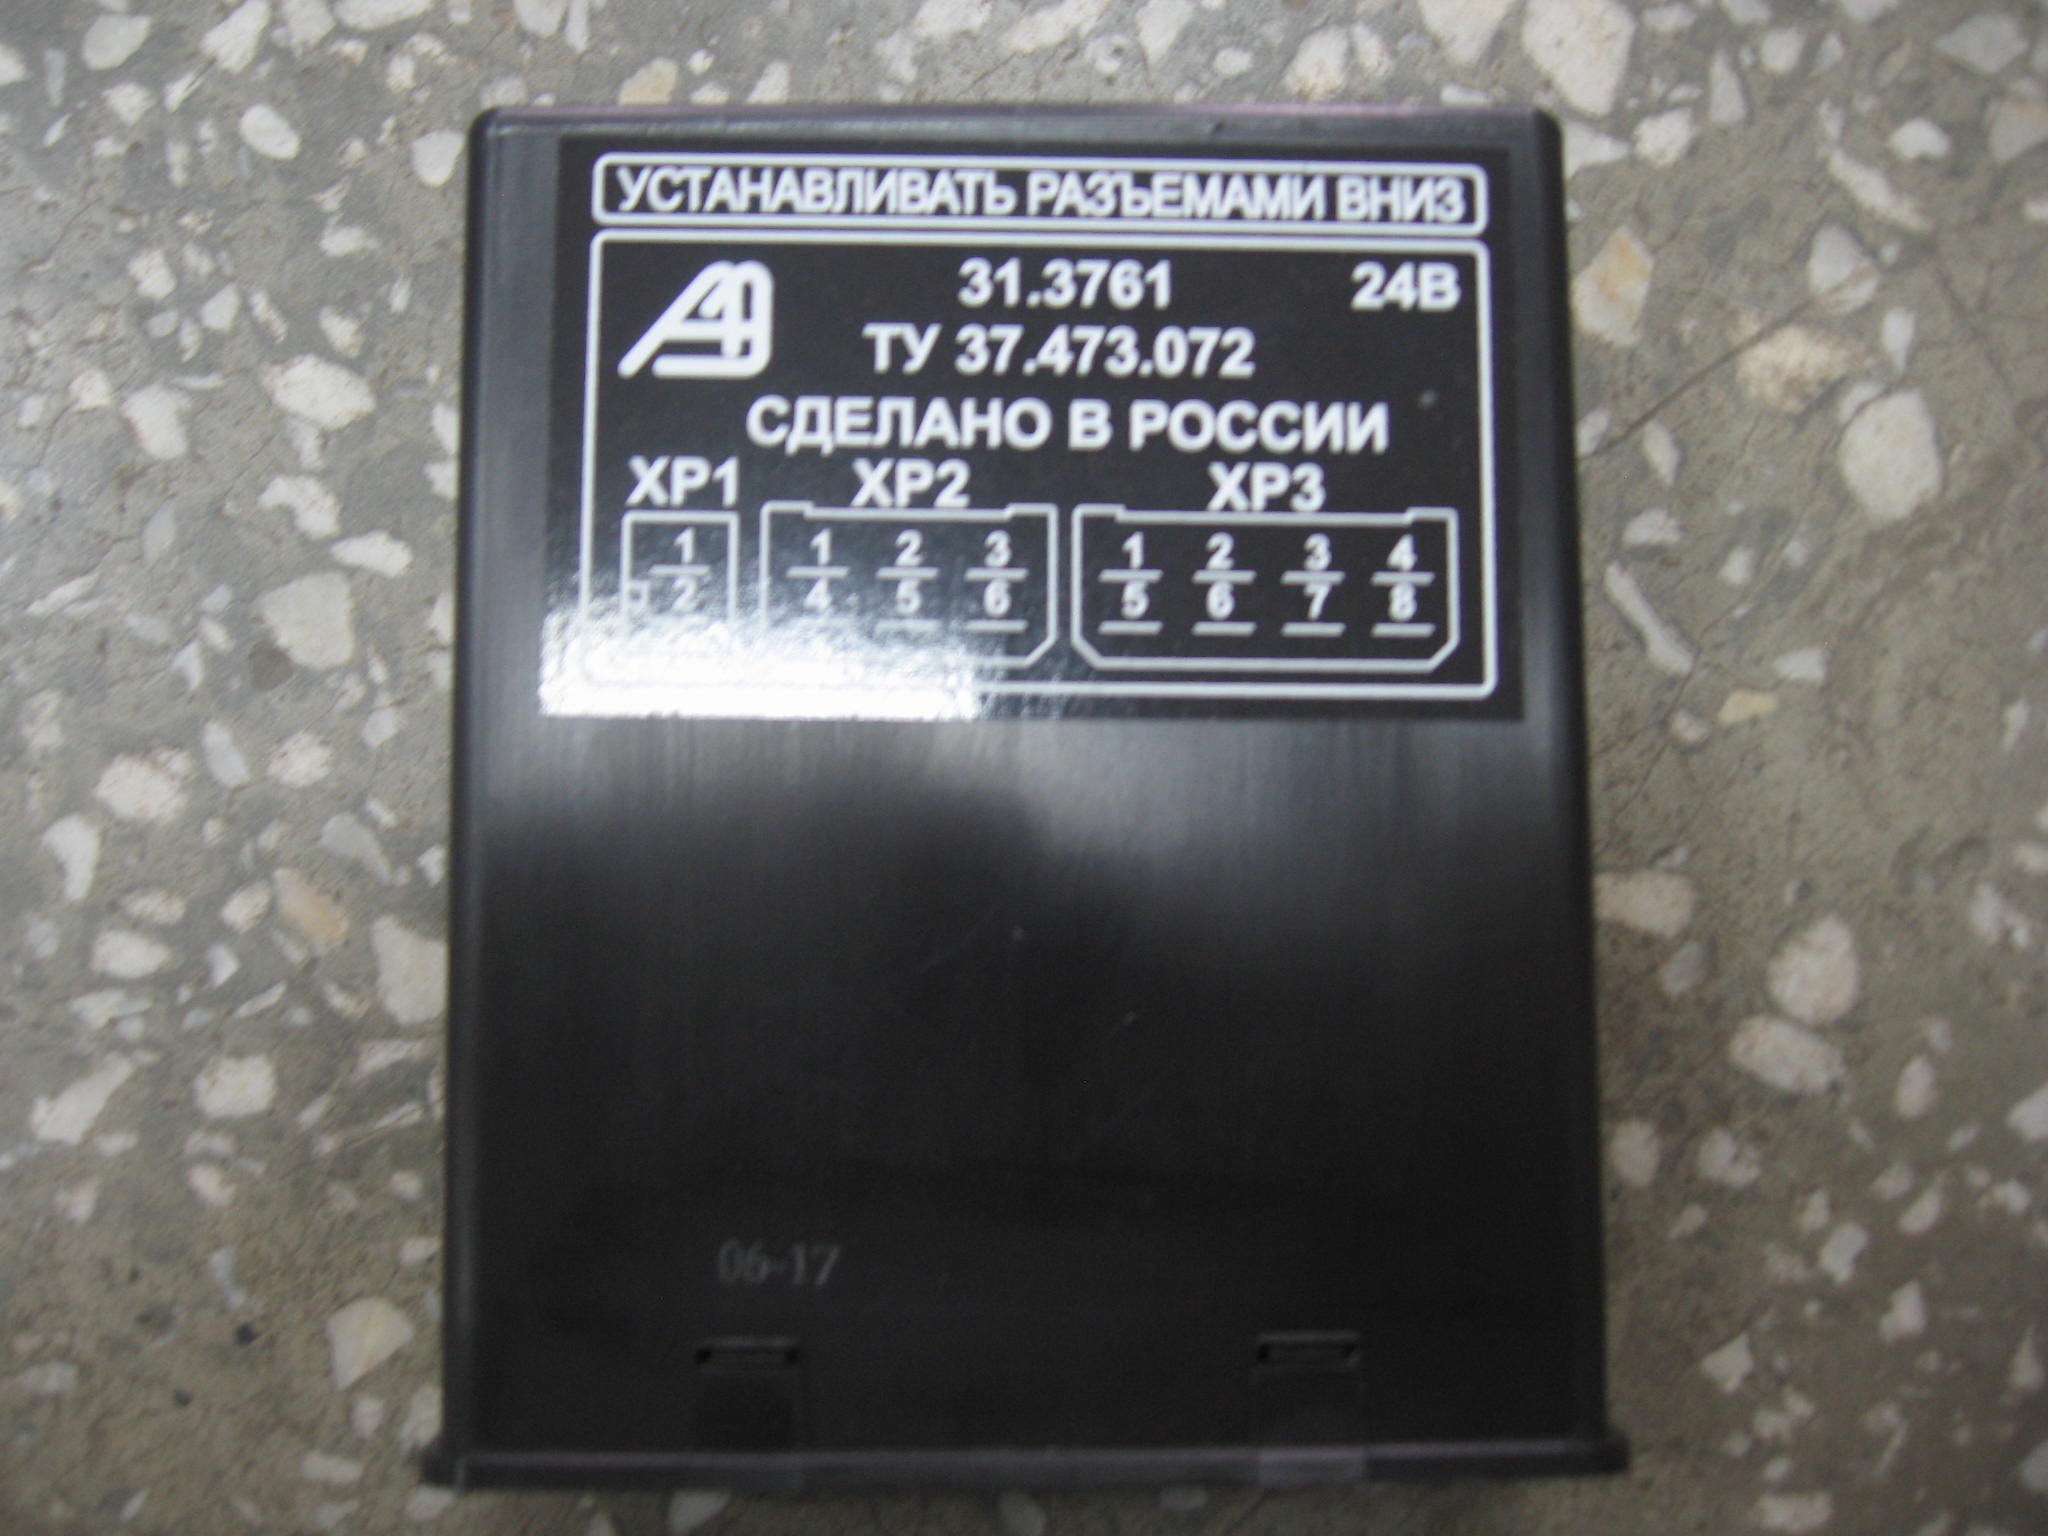 УСТАНАВЛИВАТЬ РАЗЪЕМАМИ ВНИЗ
31.3761 24В
ТУ 37.473.072
СДЕЛАНО В РОССИИ
ХР1 ХР2 ХР3
1 1 2 3 1 2 3 4
2 4 5 6 5 6 7 8
06-17